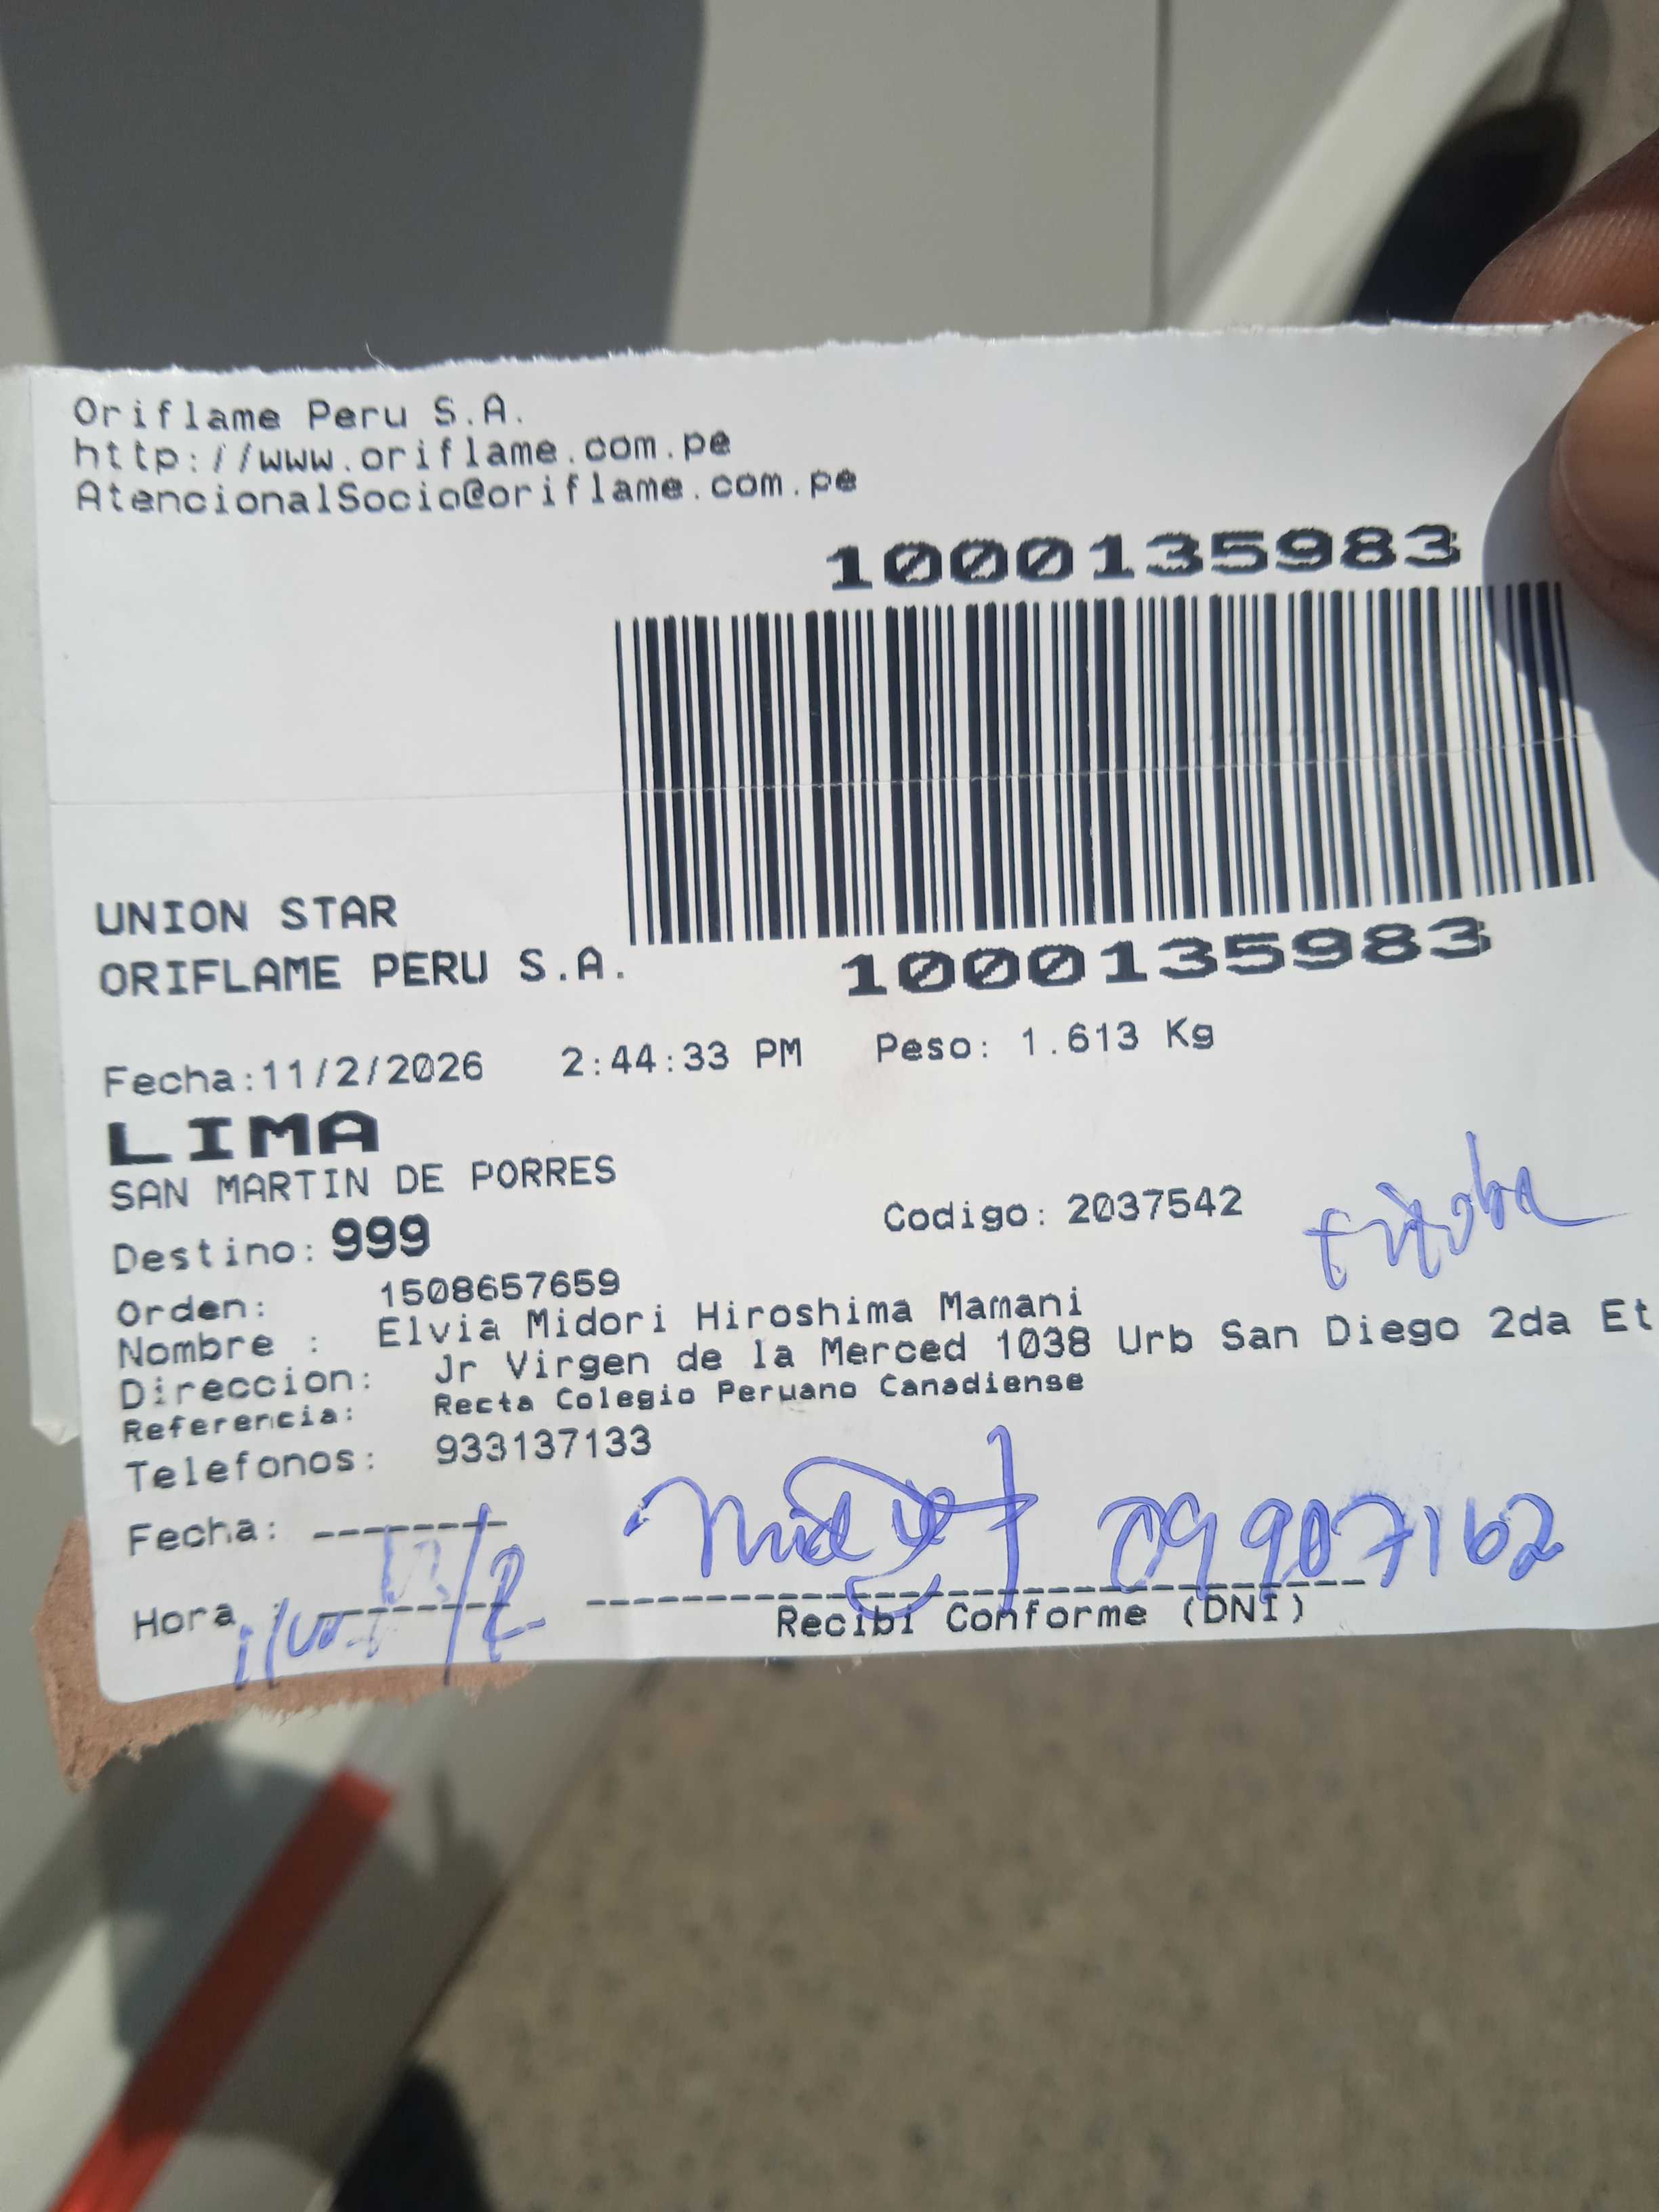 Oriflame Peru S.A.
http://www.oriflame.com.pe
AtencionalSocio@oriflame.com.pe
1000135983
UNION STAR
ORIFLAME PERU S.A.
1000135983
Fecha:11/2/2026 2:44:33 PM Peso: 1.613 Kg
LIMA
SAN MARTIN DE PORRES
Destino: 999 Codigo: 2037542
Orden: 1508657659
Nombre : Elvia Midori Hiroshima Mamani
Direccion: Jr Virgen de la Merced 1038 Urb San Diego 2da Et
Referencia: Recta Colegio Peruano Canadiense
Telefonos: 933137133
Fecha: 09907162
Hora
Recibi Conforme (DNI)